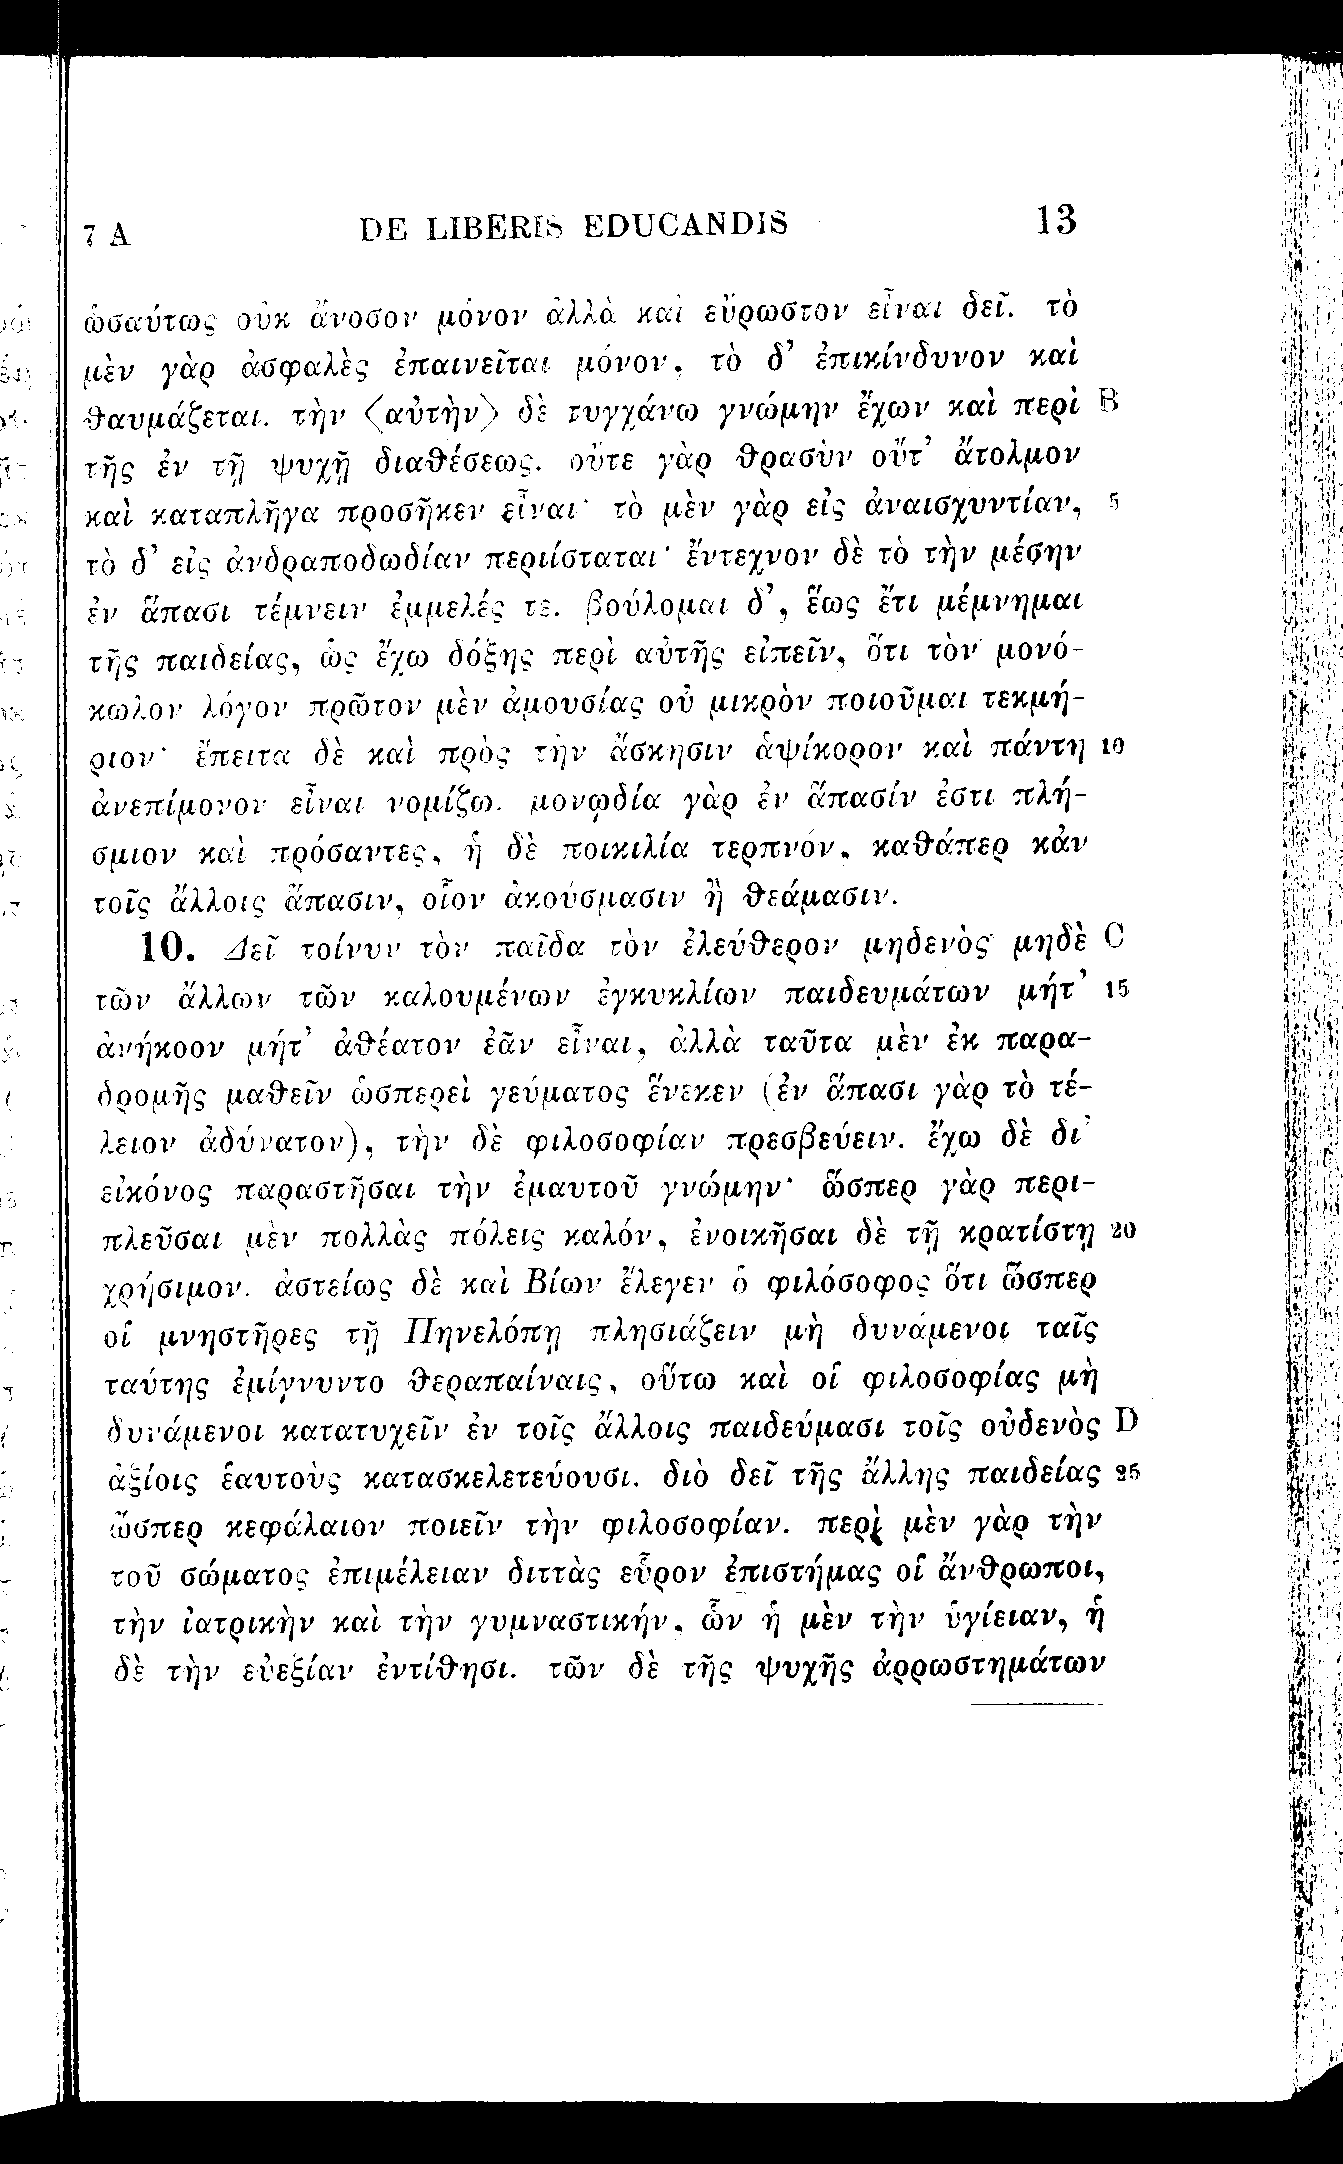 7 A DE LIBERIS EDUCANDIS 13
ὡσαύτως οὐκ ἄνοσον μόνον ἀλλὰ καὶ εὔρωστον εἶναι δεῖ. τὸ
μὲν γὰρ ἀσφαλὲς ἐπαινεῖται μόνον, τὸ δ’ ἐπικίνδυνον καὶ
θαυμάζεται. τὴν ⟨αὐτὴν⟩ δὲ τυγχάνω γνώμην ἔχων καὶ περὶ B
τῆς ἐν τῇ ψυχῇ διαθέσεως. οὔτε γὰρ θρασὺν οὔτ’ ἄτολμον
καὶ καταπλῆγα προσῆκεν εἶναι· τὸ μὲν γὰρ εἰς ἀναισχυντίαν, 5
τὸ δ’ εἰς ἀνδραποδωδίαν περιίσταται· ἔντεχνον δὲ τὸ τὴν μέσην
ἐν ἅπασι τέμνειν ἐμμελές τε. βούλομαι δ’, ἕως ἔτι μέμνημαι
τῆς παιδείας, ὡς ἔχω δόξης περὶ αὐτῆς εἰπεῖν, ὅτι τὸν μονό-
κωλον λόγον πρῶτον μὲν ἀμουσίας οὐ μικρὸν ποιοῦμαι τεκμή-
ριον· ἔπειτα δὲ καὶ πρὸς τὴν ἄσκησιν ἁψίκορον καὶ πάντη 10
ἀνεπίμονον εἶναι νομίζω. μονῳδία γὰρ ἐν ἅπασίν ἐστι πλή-
σμιον καὶ πρόσαντες, ἡ δὲ ποικιλία τερπνόν, καθάπερ κἀν
τοῖς ἄλλοις ἅπασιν, οἷον ἀκούσμασιν ἢ θεάμασιν.
10. Δεῖ τοίνυν τὸν παῖδα τὸν ἐλεύθερον μηδενὸς μηδὲ C
τῶν ἄλλων τῶν καλουμένων ἐγκυκλίων παιδευμάτων μήτ’ 15
ἀνήκοον μήτ’ ἀθέατον ἐᾶν εἶναι, ἀλλὰ ταῦτα μὲν ἐκ παρα-
δρομῆς μαθεῖν ὡσπερεὶ γεύματος ἕνεκεν (ἐν ἅπασι γὰρ τὸ τέ-
λειον ἀδύνατον), τὴν δὲ φιλοσοφίαν πρεσβεύειν. ἔχω δὲ δι’
εἰκόνος παραστῆσαι τὴν ἐμαυτοῦ γνώμην· ὥσπερ γὰρ περι-
πλεῦσαι μὲν πολλὰς πόλεις καλόν, ἐνοικῆσαι δὲ τῇ κρατίστῃ 20
χρήσιμον. ἀστείως δὲ καὶ Βίων ἔλεγεν ὁ φιλόσοφος ὅτι ὥσπερ
οἱ μνηστῆρες τῇ Πηνελόπῃ πλησιάζειν μὴ δυνάμενοι ταῖς
ταύτης ἐμίγνυντο θεραπαίναις, οὕτω καὶ οἱ φιλοσοφίας μὴ
δυνάμενοι κατατυχεῖν ἐν τοῖς ἄλλοις παιδεύμασι τοῖς οὐδενὸς D
ἀξίοις ἑαυτοὺς κατασκελετεύουσι. διὸ δεῖ τῆς ἄλλης παιδείας 25
ὥσπερ κεφάλαιον ποιεῖν τὴν φιλοσοφίαν. περὶ μὲν γὰρ τὴν
τοῦ σώματος ἐπιμέλειαν διττὰς εὗρον ἐπιστήμας οἱ ἄνθρωποι,
τὴν ἰατρικὴν καὶ τὴν γυμναστικήν, ὧν ἡ μὲν τὴν ὑγίειαν, ἡ
δὲ τὴν εὐεξίαν ἐντίθησι. τῶν δὲ τῆς ψυχῆς ἀρρωστημάτων